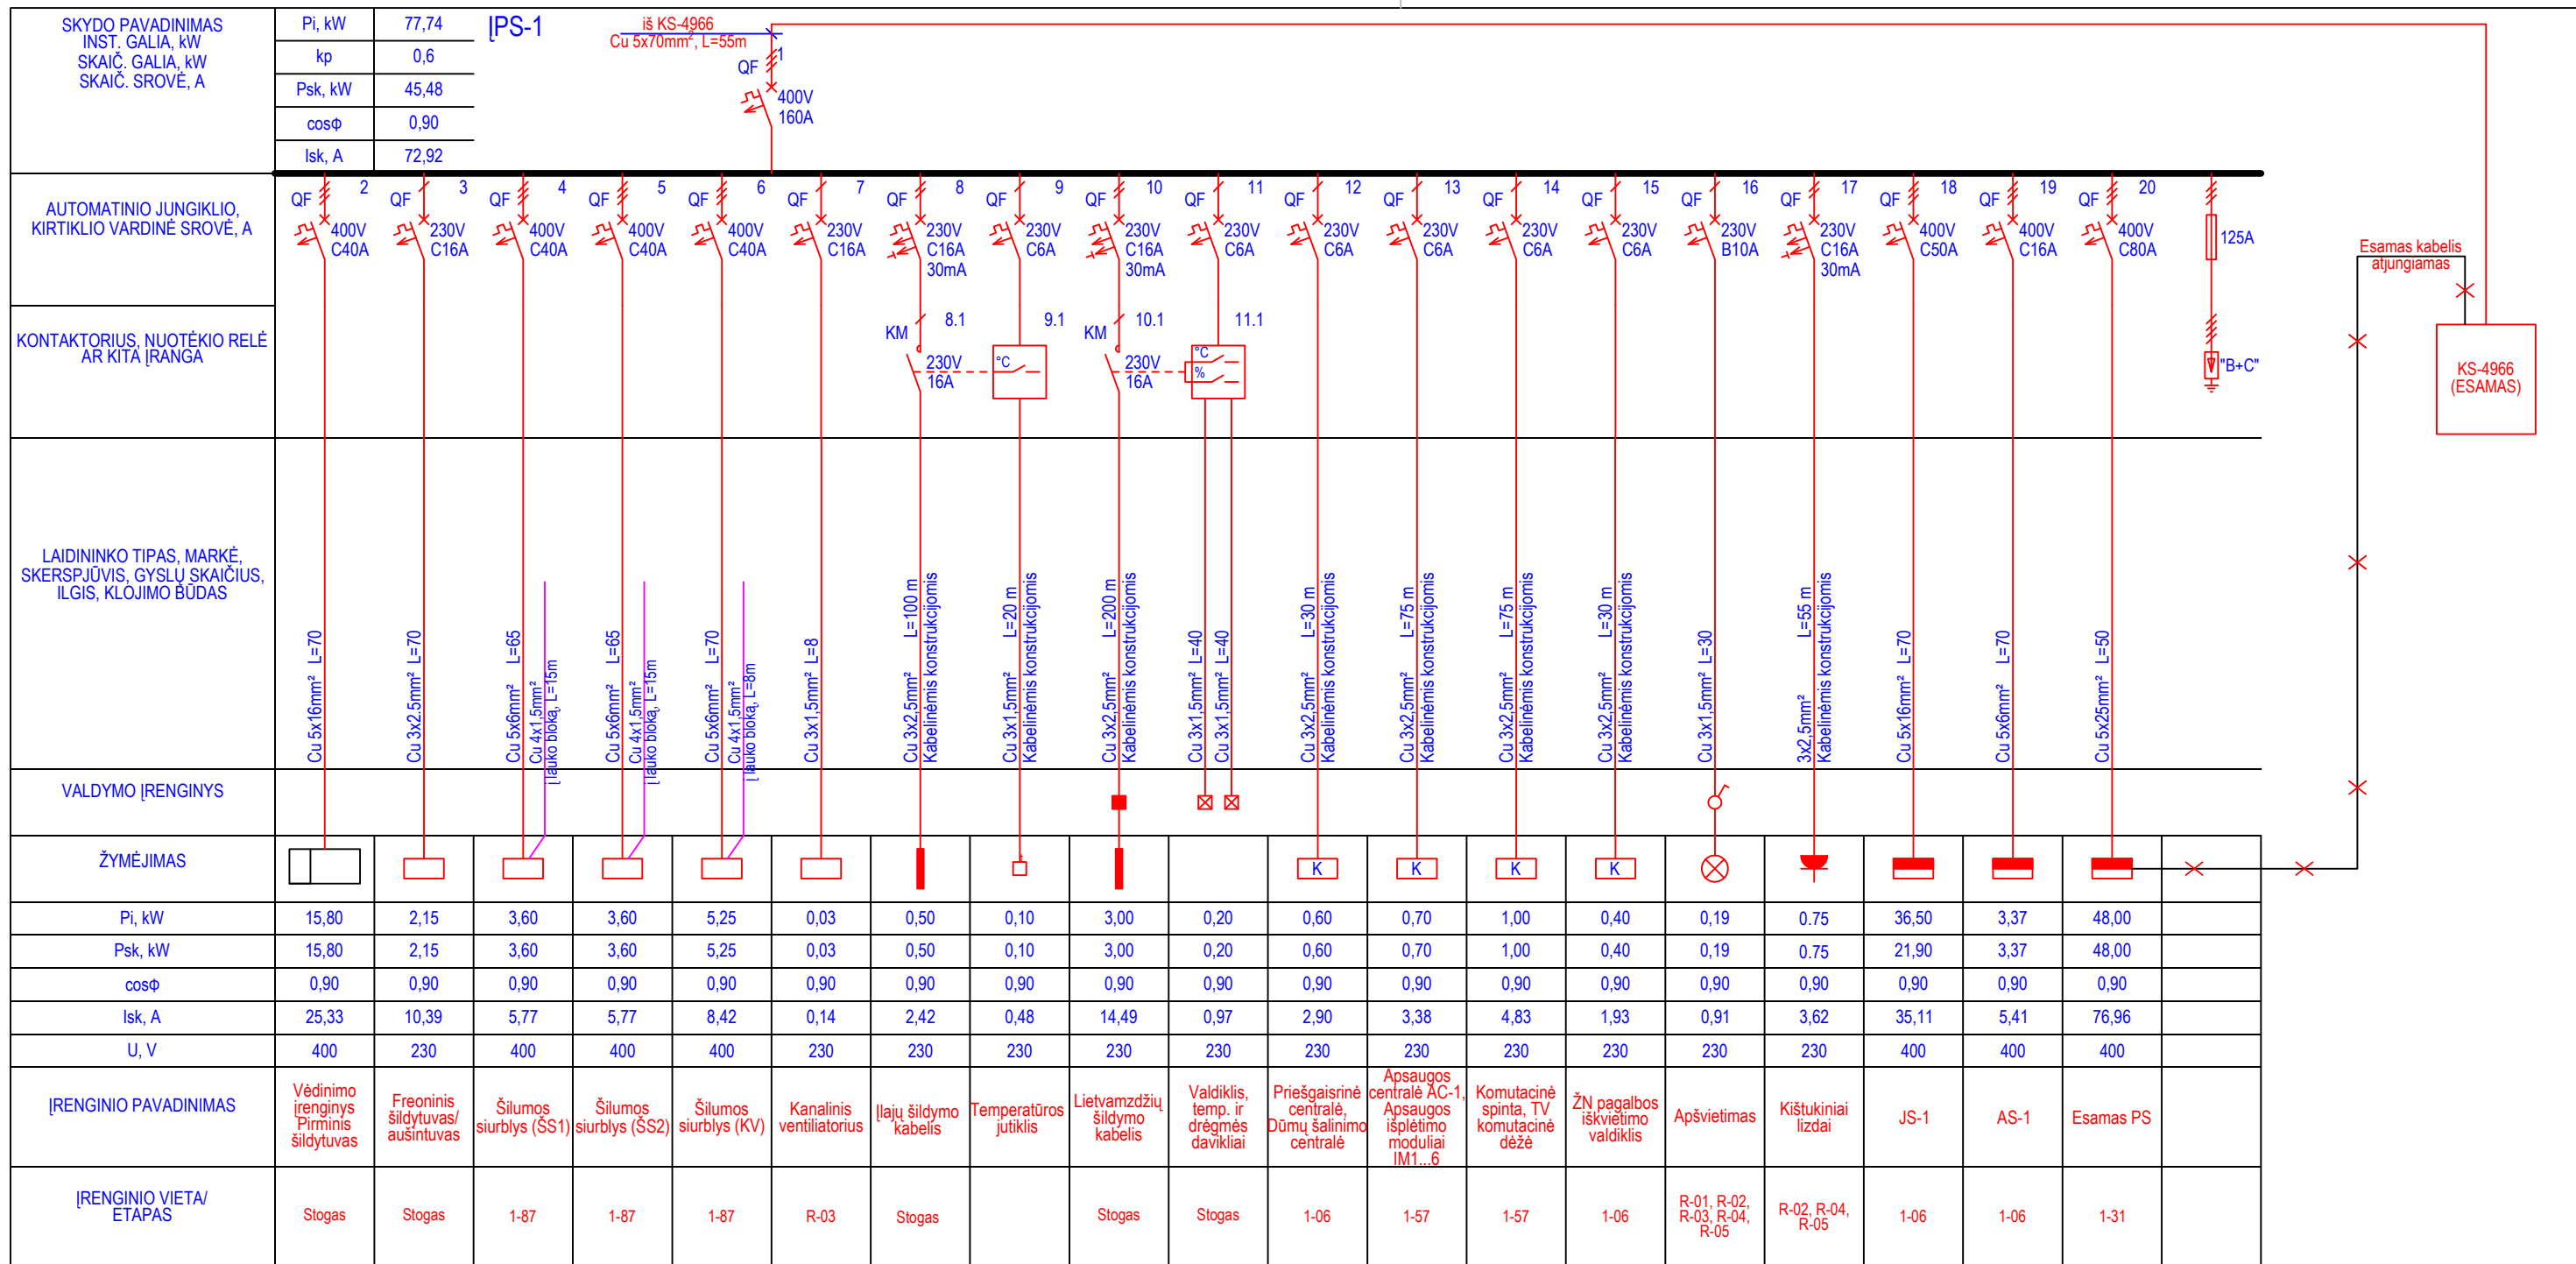 SKYDO PAVADINIMAS
INST. GALIA, kW
SKAIČ. GALIA, kW
SKAIČ. SROVĖ, A
Pi, kW 77,74
kp 0,6
Psk, kW 45,48
cosΦ 0,90
Isk, A 72,92
ĮPS-1
iš KS-4966
Cu 5x70mm², L=55m
1
QF
400V
160A
AUTOMATINIO JUNGIKLIO,
KIRTIKLIO VARDINĖ SROVĖ, A
QF 2 QF 3 QF 4 QF 5 QF 6 QF 7 QF 8 QF 9 QF 10 QF 11 QF 12 QF 13 QF 14 QF 15 QF 16 QF 17 QF 18 QF 19 QF 20
400V 230V 400V 400V 400V 230V 230V 230V 230V 230V 230V 230V 230V 230V 230V 230V 400V 400V 400V
C40A C16A C40A C40A C40A C16A C16A C6A C16A C6A C6A C6A C6A C6A B10A C16A C50A C16A C80A 125A
30mA 30mA 30mA
Esamas kabelis
atjungiamas
KONTAKTORIUS, NUOTĖKIO RELĖ
AR KITA ĮRANGA
KM 8.1 9.1 KM 10.1 11.1
230V
16A
°C
230V
16A
°C
%
"B+C"
KS-4966
(ESAMAS)
LAIDININKO TIPAS, MARKĖ,
SKERSPJŪVIS, GYSLŲ SKAIČIUS,
ILGIS, KLOJIMO BŪDAS
Cu 5x16mm² L=70
Cu 3x2.5mm² L=70
Cu 5x6mm² L=65
Cu 4x1,5mm²
į lauko bloką, L=15m
Cu 5x6mm² L=65
Cu 4x1,5mm²
į lauko bloką, L=15m
Cu 5x6mm² L=70
Cu 4x1,5mm²
į lauko bloką, L=8m
Cu 3x1,5mm² L=8
Cu 3x2,5mm² L=100 m
Kabelinėmis konstrukcijomis
Cu 3x1,5mm² L=20 m
Kabelinėmis konstrukcijomis
Cu 3x2,5mm² L=200 m
Kabelinėmis konstrukcijomis
Cu 3x1,5mm² L=40
Cu 3x1,5mm² L=40
Cu 3x2,5mm² L=30 m
Kabelinėmis konstrukcijomis
Cu 3x2,5mm² L=75 m
Kabelinėmis konstrukcijomis
Cu 3x2,5mm² L=75 m
Kabelinėmis konstrukcijomis
Cu 3x2,5mm² L=30 m
Kabelinėmis konstrukcijomis
Cu 3x1,5mm² L=30
3x2,5mm² L=55 m
Kabelinėmis konstrukcijomis
Cu 5x16mm² L=70
Cu 5x6mm² L=70
Cu 5x25mm² L=50
VALDYMO ĮRENGINYS
ŽYMĖJIMAS
K K K K
Pi, kW 15,80 2,15 3,60 3,60 5,25 0,03 0,50 0,10 3,00 0,20 0,60 0,70 1,00 0,40 0,19 0.75 36,50 3,37 48,00
Psk, kW 15,80 2,15 3,60 3,60 5,25 0,03 0,50 0,10 3,00 0,20 0,60 0,70 1,00 0,40 0,19 0.75 21,90 3,37 48,00
cosΦ 0,90 0,90 0,90 0,90 0,90 0,90 0,90 0,90 0,90 0,90 0,90 0,90 0,90 0,90 0,90 0,90 0,90 0,90 0,90
Isk, A 25,33 10,39 5,77 5,77 8,42 0,14 2,42 0,48 14,49 0,97 2,90 3,38 4,83 1,93 0,91 3,62 35,11 5,41 76,96
U, V 400 230 400 400 400 230 230 230 230 230 230 230 230 230 230 230 400 400 400
ĮRENGINIO PAVADINIMAS
Vėdinimo
įrenginys
Pirminis
šildytuvas
Freoninis
šildytuvas/
aušintuvas
Šilumos
siurblys (ŠS1)
Šilumos
siurblys (ŠS2)
Šilumos
siurblys (KV)
Kanalinis
ventiliatorius
Įlajų šildymo
kabelis
Temperatūros
jutiklis
Lietvamzdžių
šildymo
kabelis
Valdiklis,
temp. ir
drėgmės
davikliai
Priešgaisrinė
centralė,
Dūmų šalinimo
centralė
Apsaugos
centralė AC-1,
Apsaugos
išplėtimo
moduliai
IM1...6
Komutacinė
spinta, TV
komutacinė
dėžė
ŽN pagalbos
iškvietimo
valdiklis
Apšvietimas
Kištukiniai
lizdai
JS-1
AS-1
Esamas PS
ĮRENGINIO VIETA/
ETAPAS
Stogas
Stogas
1-87
1-87
1-87
R-03
Stogas
Stogas
Stogas
1-06
1-57
1-57
1-06
R-01, R-02,
R-03, R-04,
R-05
R-02, R-04,
R-05
1-06
1-06
1-31